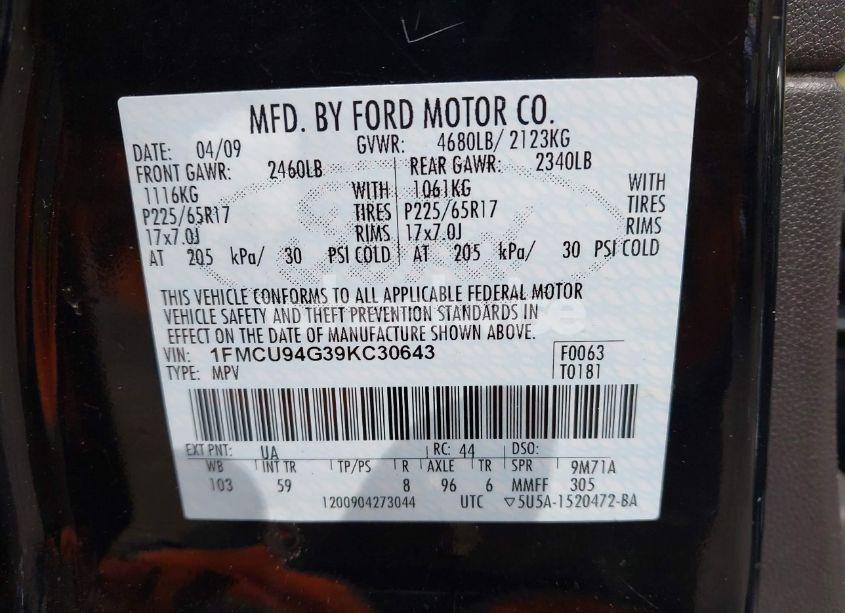 MFD. BY FORD MOTOR CO.
DATE: 04/09 GVWR: 4680LB/ 2123KG
FRONT GAWR: 2460LB REAR GAWR: 2340LB
1116KG WITH 1061KG WITH
P225/65R17 TIRES P225/65R17 TIRES
17x7.0J RIMS 17x7.0J RIMS
AT 205 kPa/ 30 PSI COLD AT 205 kPa/ 30 PSI COLD
THIS VEHICLE CONFORMS TO ALL APPLICABLE FEDERAL MOTOR
VEHICLE SAFETY AND THEFT PREVENTION STANDARDS IN
EFFECT ON THE DATE OF MANUFACTURE SHOWN ABOVE.
VIN: 1FMCU94G39KC30643 F0063
TYPE: MPV T0181
EXT PNT: UA RC: 44 DSO:
WB INT TR TP/PS R AXLE TR SPR 9M71A
103 59 8 96 6 MMFF 305
1200904273044 UTC ▽5U5A-1520472-BA